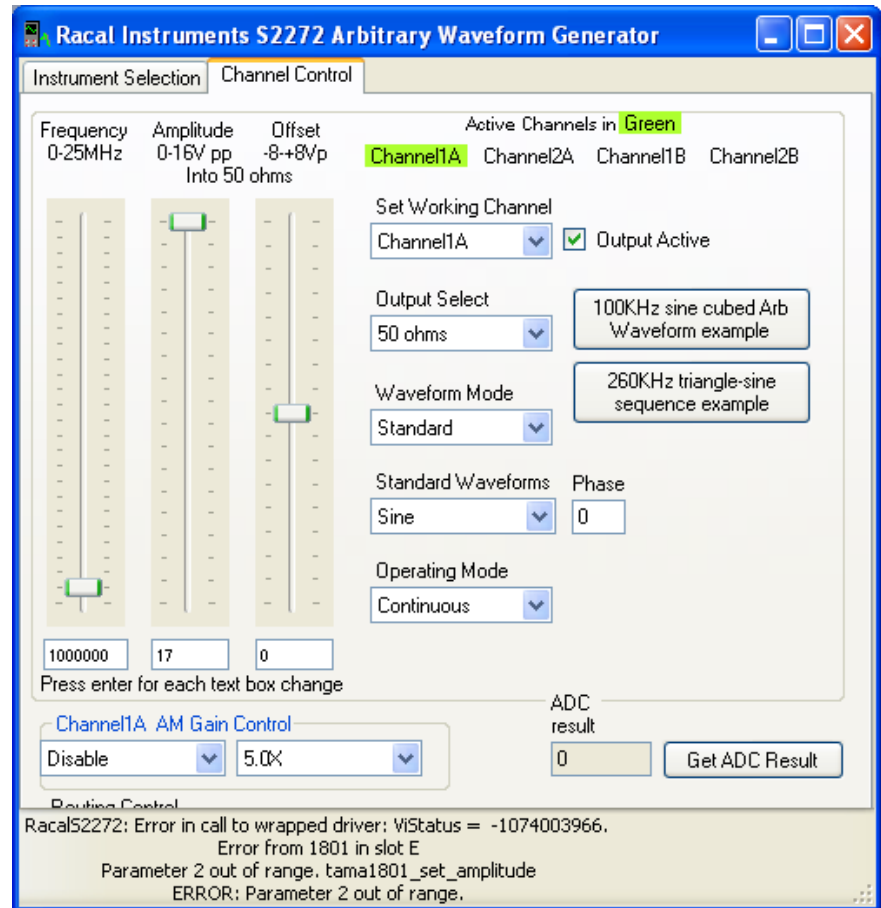 Racal Instruments S2272 Arbitrary Waveform Generator
Instrument Selection Channel Control
Frequency
0-25MHz
Amplitude
0-16V pp
Offset
-8-+8Vp
Into 50 ohms
Active Channels in Green
Channel1A Channel2A Channel1B Channel2B
Set Working Channel
Channel1A
Output Active
Output Select
50 ohms
100KHz sine cubed Arb
Waveform example
260KHz triangle-sine
sequence example
Waveform Mode
Standard
Standard Waveforms
Sine
Phase
0
Operating Mode
Continuous
1000000 17 0
Press enter for each text box change
Channel1A AM Gain Control
Disable 5.0X
ADC
result
0
Get ADC Result
Routing Control
RacalS2272: Error in call to wrapped driver: ViStatus = -1074003966.
Error from 1801 in slot E
Parameter 2 out of range. tama1801_set_amplitude
ERROR: Parameter 2 out of range.